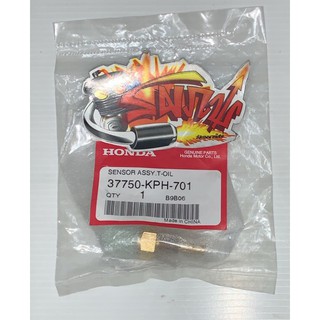 HONDA
GENUINE PARTS
Honda Motor Co., Ltd.
SENSOR ASSY,T-OIL
37750-KPH-701
QTY 1 B9B06
Made in CHINA